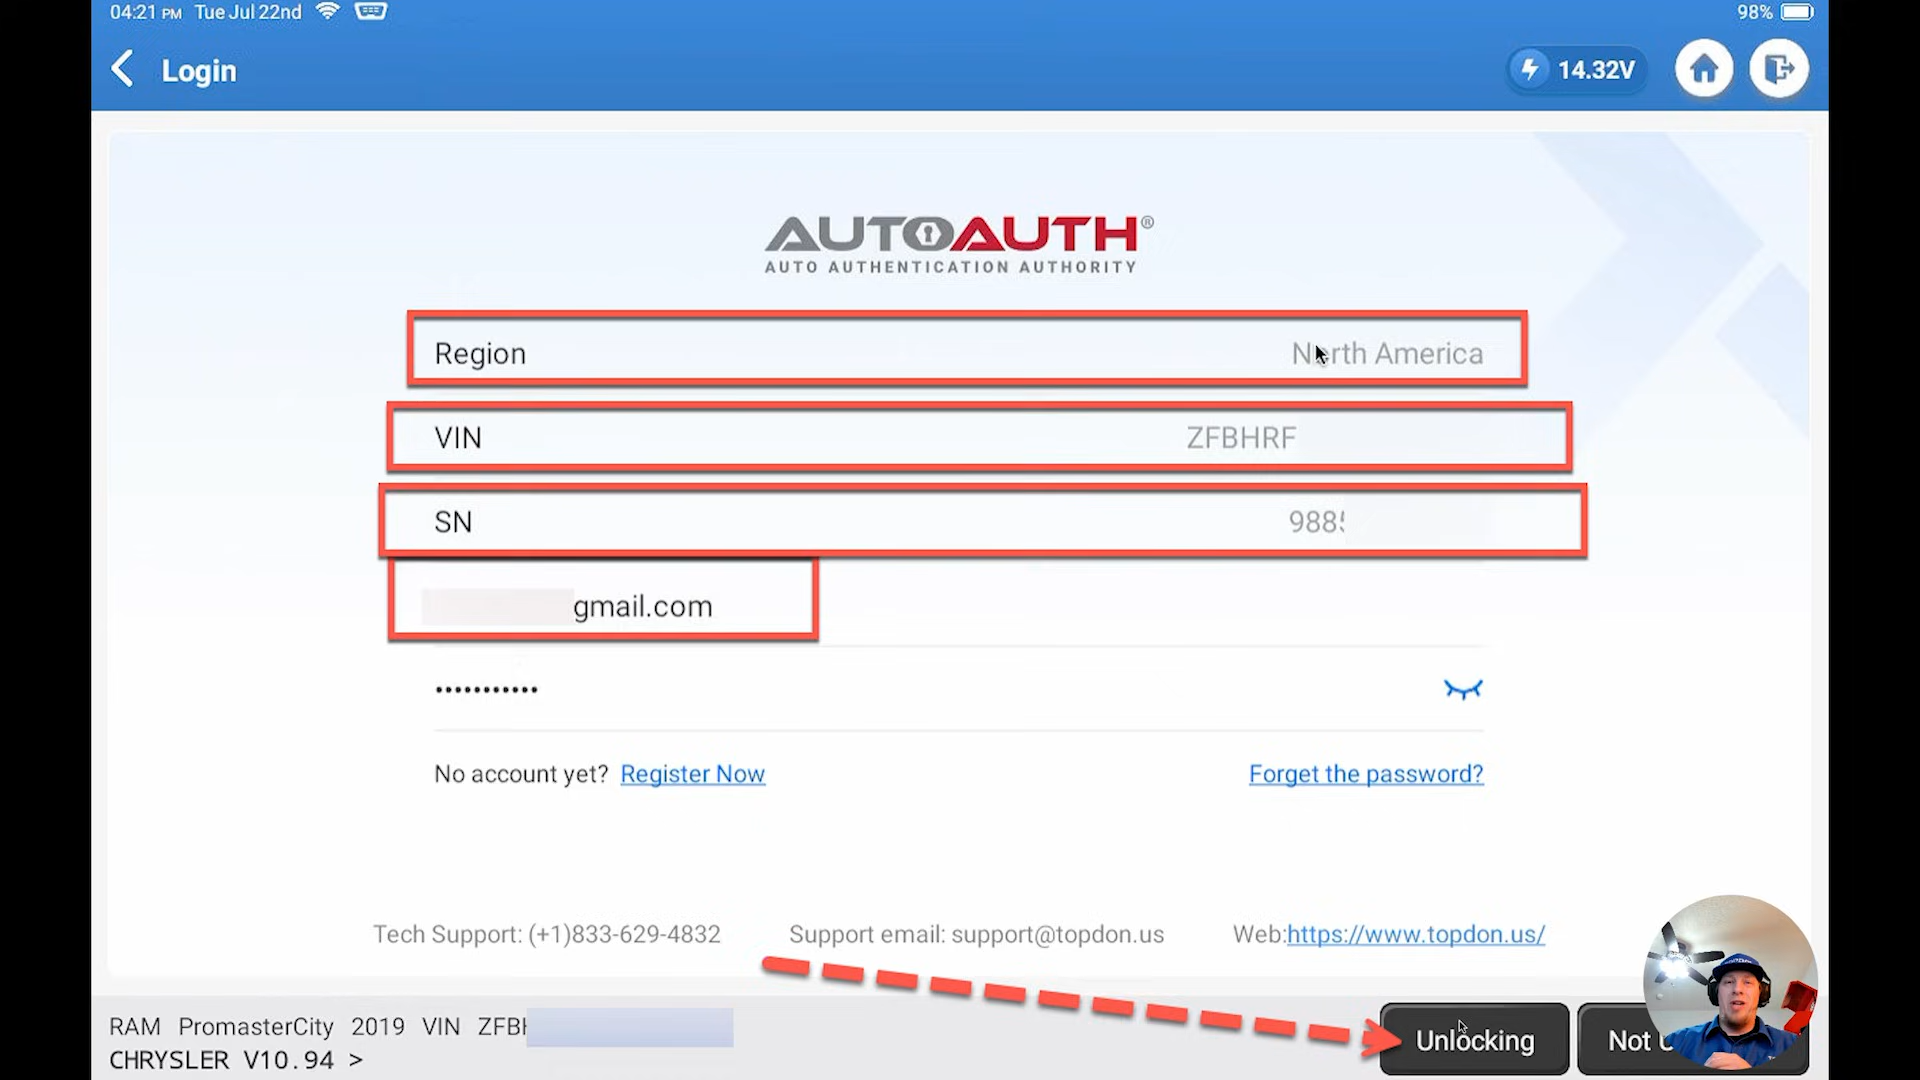 04:21 PM Tue Jul 22nd 98%
Login 14.32V
AUTOAUTH®
AUTO AUTHENTICATION AUTHORITY
Region North America
VIN ZFBHRF
SN 988
gmail.com
•••••••••••
No account yet? Register Now Forget the password?
Tech Support: (+1)833-629-4832 Support email: support@topdon.us Web:https://www.topdon.us/
RAM PromasterCity 2019 VIN ZFB
CHRYSLER V10.94 >
Unlocking Not